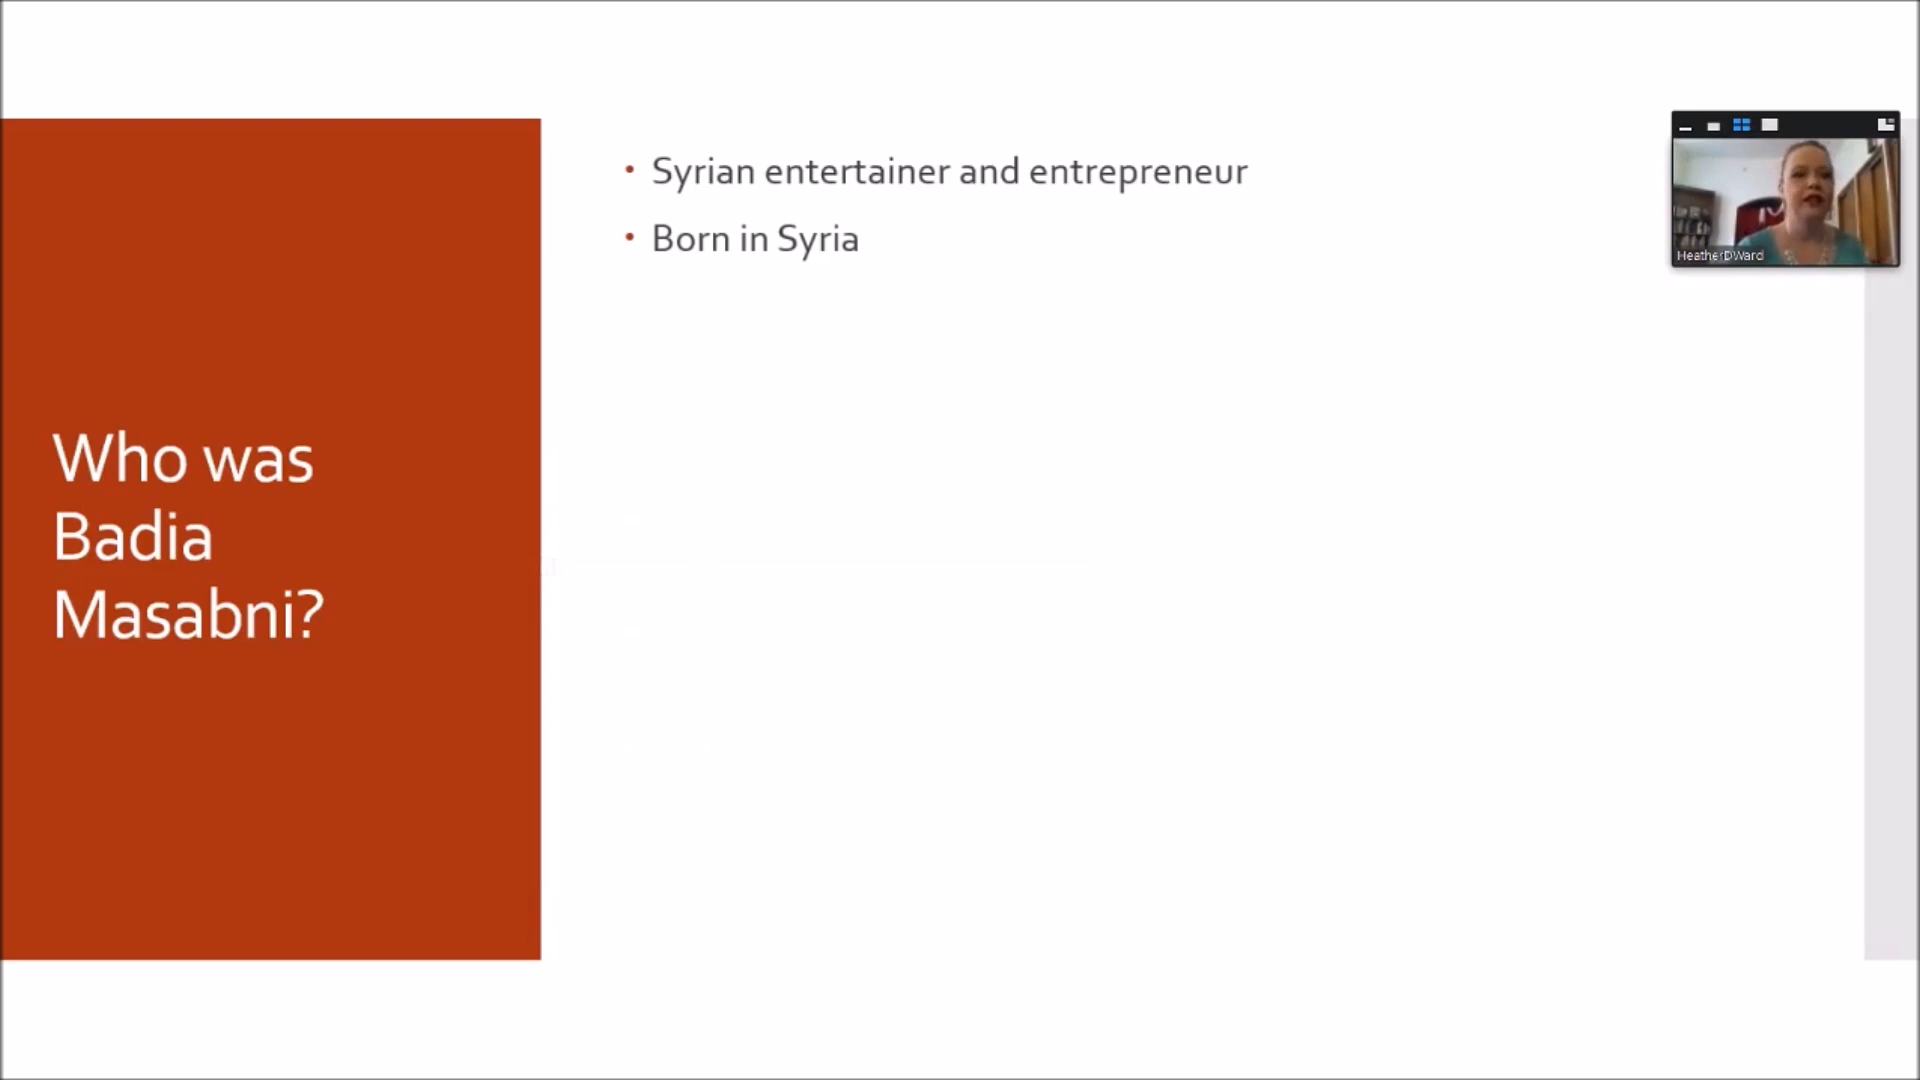 Who was
Badia
Masabni?
• Syrian entertainer and entrepreneur
• Born in Syria
HeatherDWard